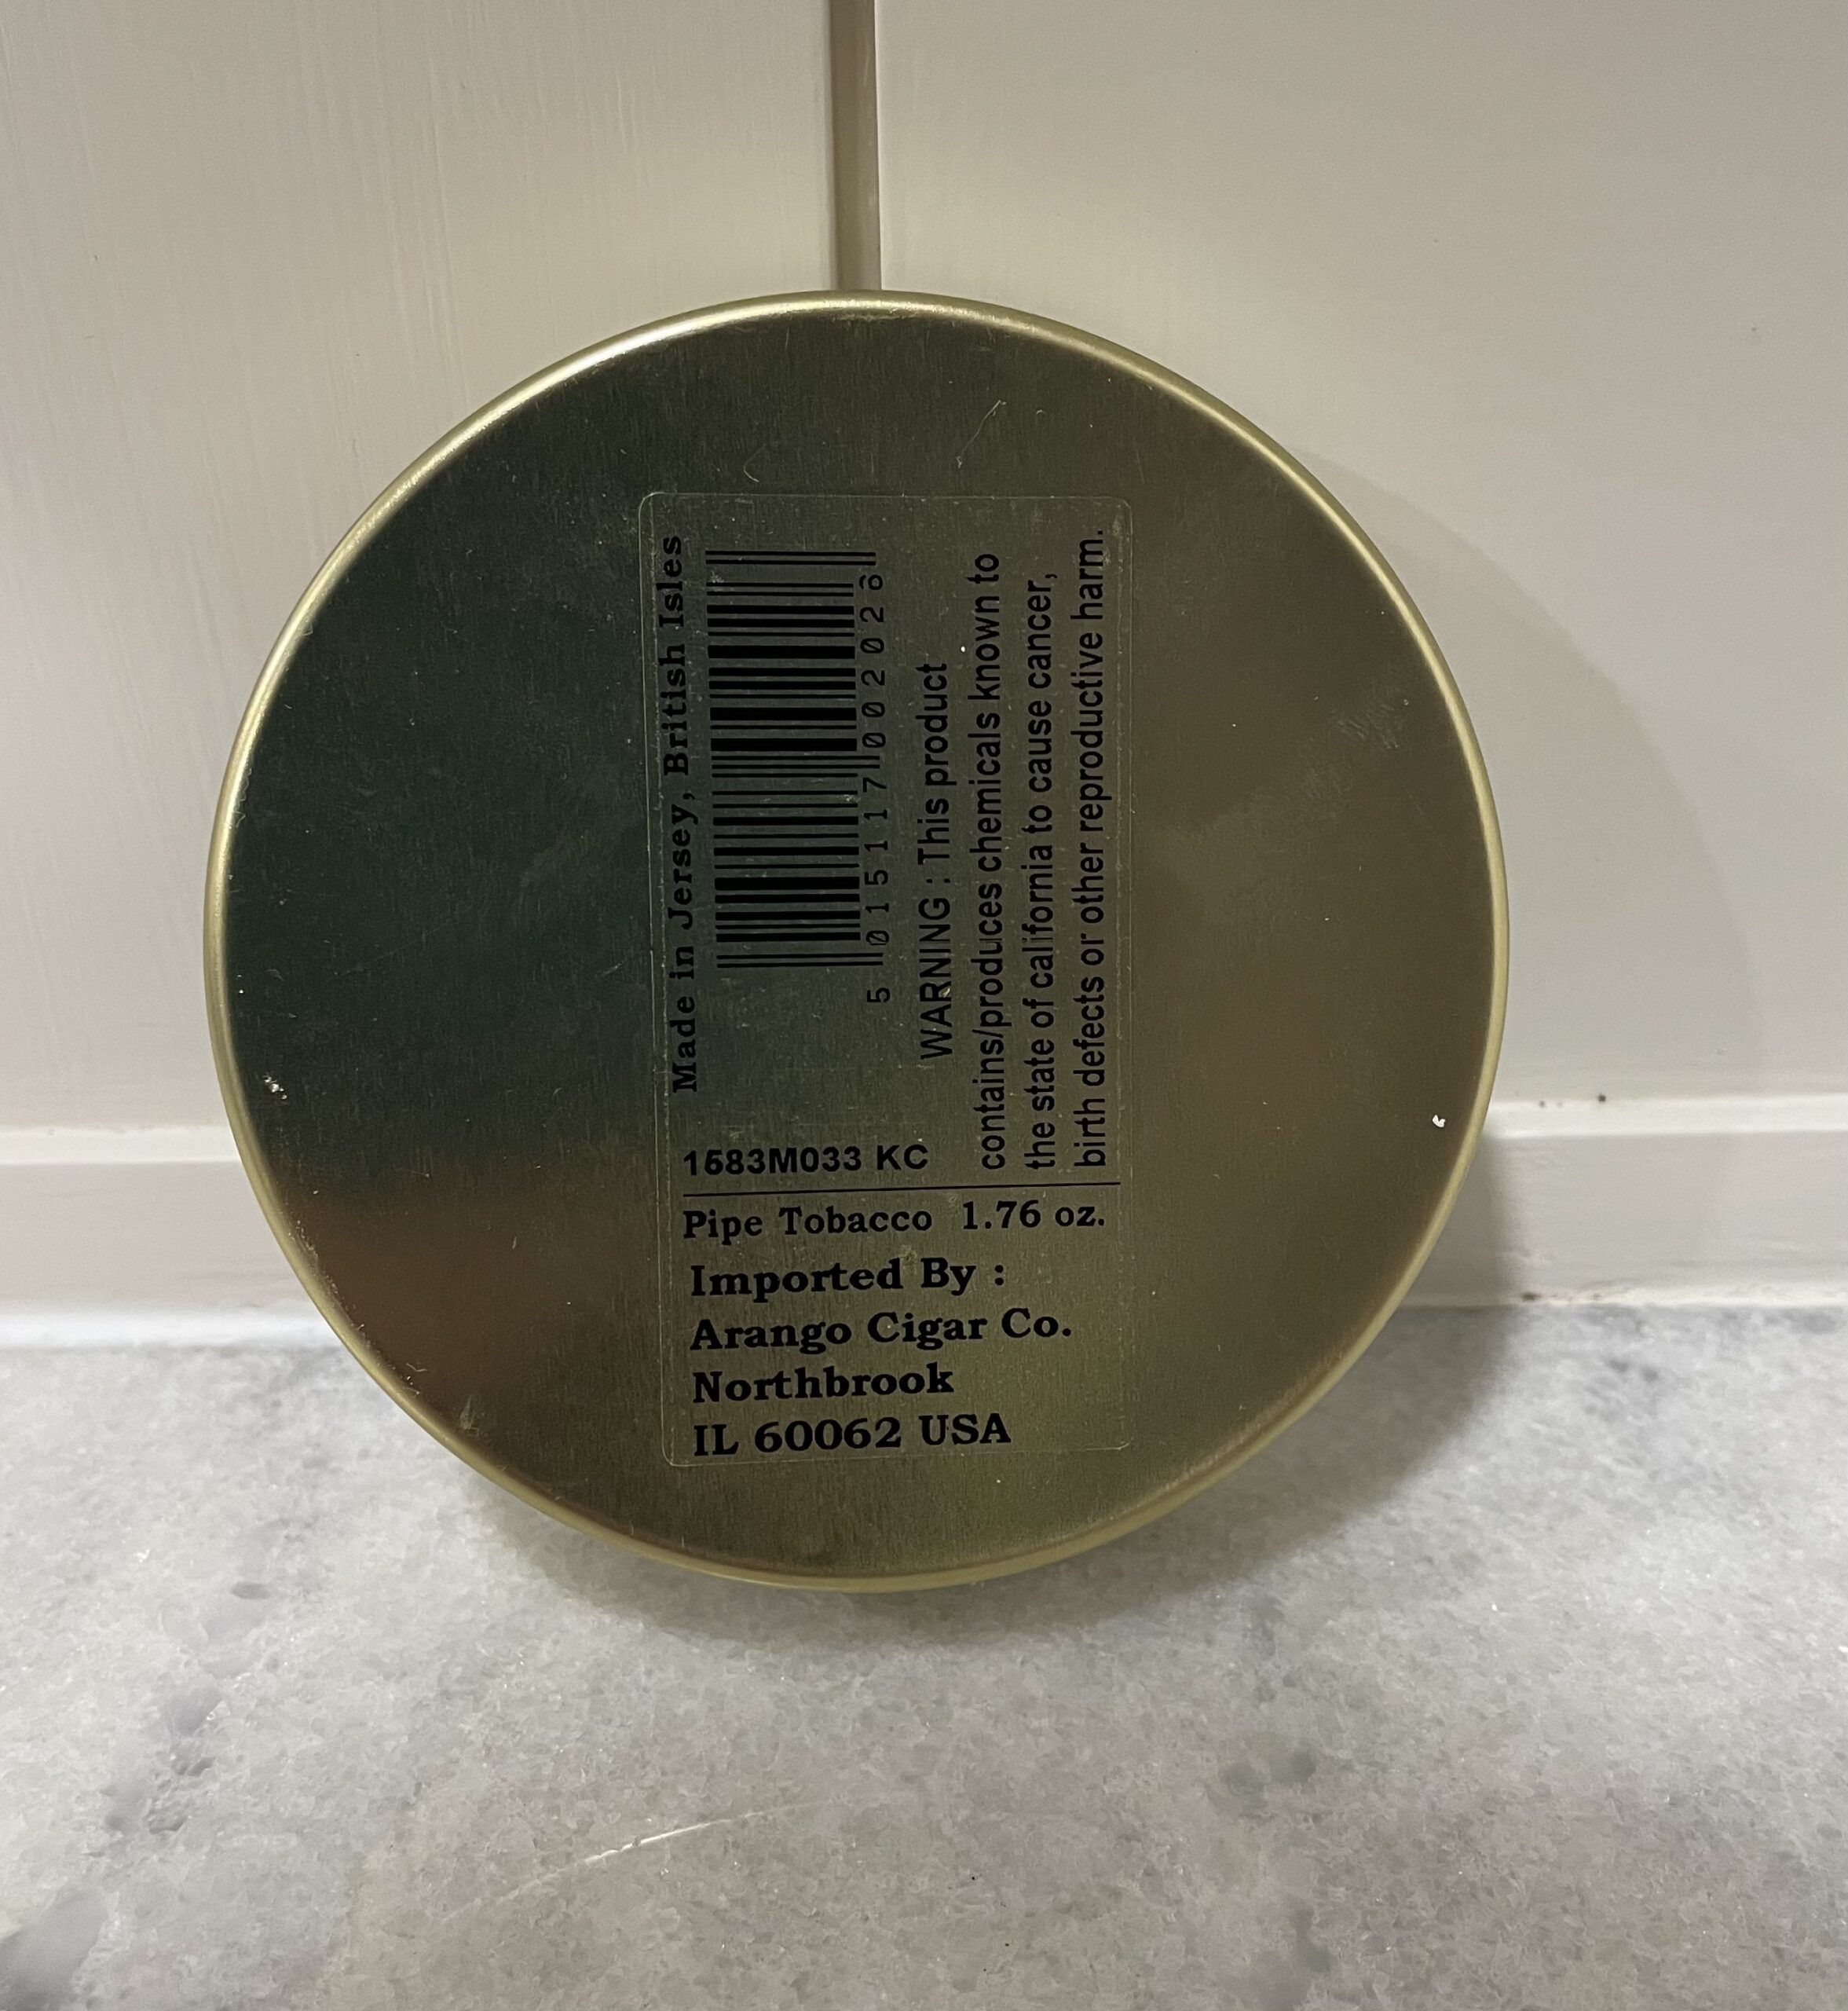 Made in Jersey, British Isles
5 015117 002026
WARNING : This product
contains/produces chemicals known to
the state of california to cause cancer,
birth defects or other reproductive harm.
1583M033 KC
Pipe Tobacco 1.76 oz.
Imported By :
Arango Cigar Co.
Northbrook
IL 60062 USA